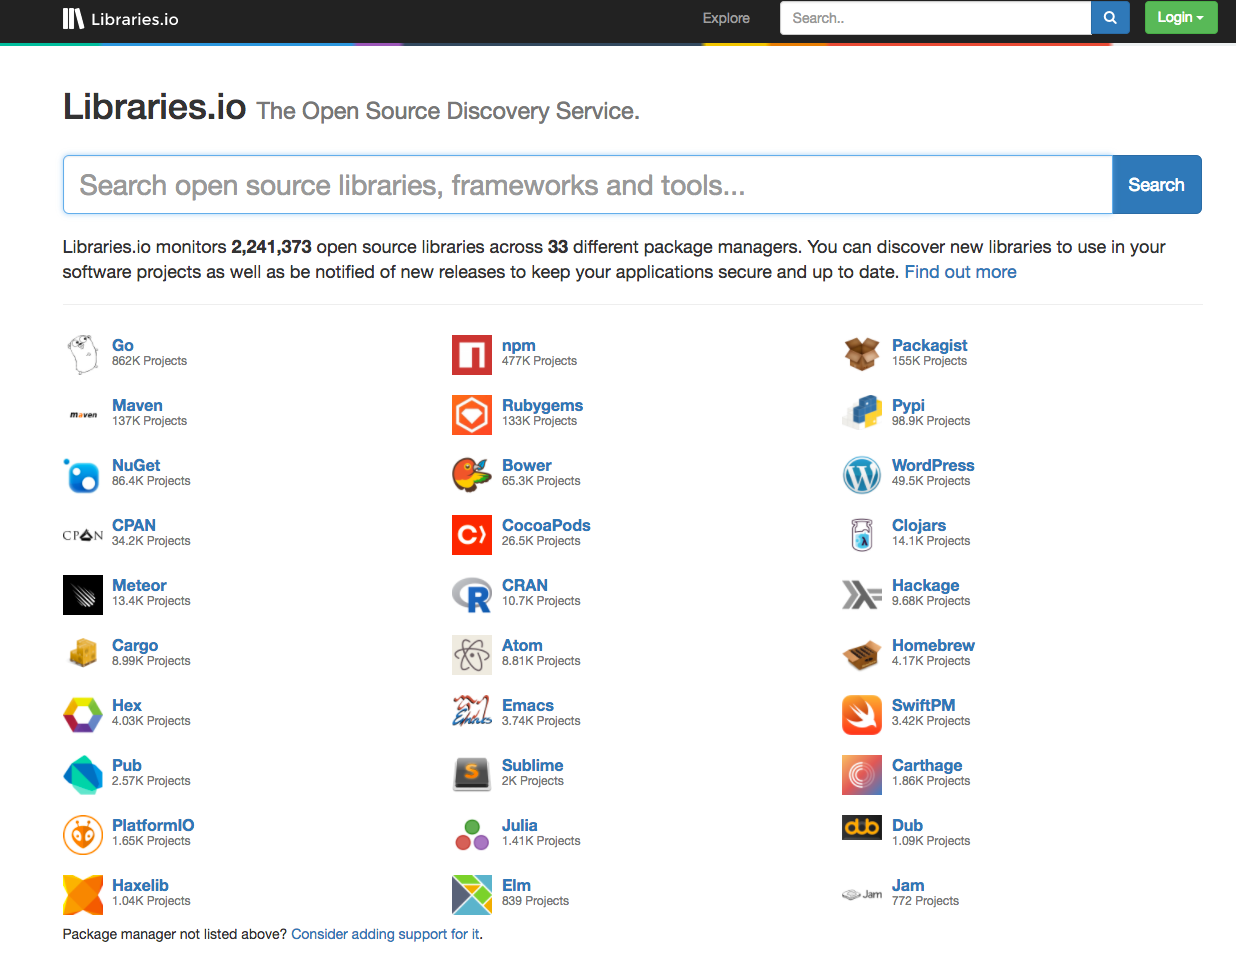 Libraries.io
Explore
Search..
Login
Libraries.io The Open Source Discovery Service.
Search open source libraries, frameworks and tools...
Search
Libraries.io monitors 2,241,373 open source libraries across 33 different package managers. You can discover new libraries to use in your
software projects as well as be notified of new releases to keep your applications secure and up to date. Find out more
Go
862K Projects
npm
477K Projects
Packagist
155K Projects
maven
Maven
137K Projects
Rubygems
133K Projects
Pypi
98.9K Projects
NuGet
86.4K Projects
Bower
65.3K Projects
WordPress
49.5K Projects
CPAN
CPAN
34.2K Projects
CocoaPods
26.5K Projects
Clojars
14.1K Projects
Meteor
13.4K Projects
R
CRAN
10.7K Projects
Hackage
9.68K Projects
Cargo
8.99K Projects
Atom
8.81K Projects
Homebrew
4.17K Projects
Hex
4.03K Projects
Emacs
Emacs
3.74K Projects
SwiftPM
3.42K Projects
Pub
2.57K Projects
S
Sublime
2K Projects
Carthage
1.86K Projects
PlatformIO
1.65K Projects
Julia
1.41K Projects
dub
Dub
1.09K Projects
Haxelib
1.04K Projects
Elm
839 Projects
Jam
Jam
772 Projects
Package manager not listed above? Consider adding support for it.